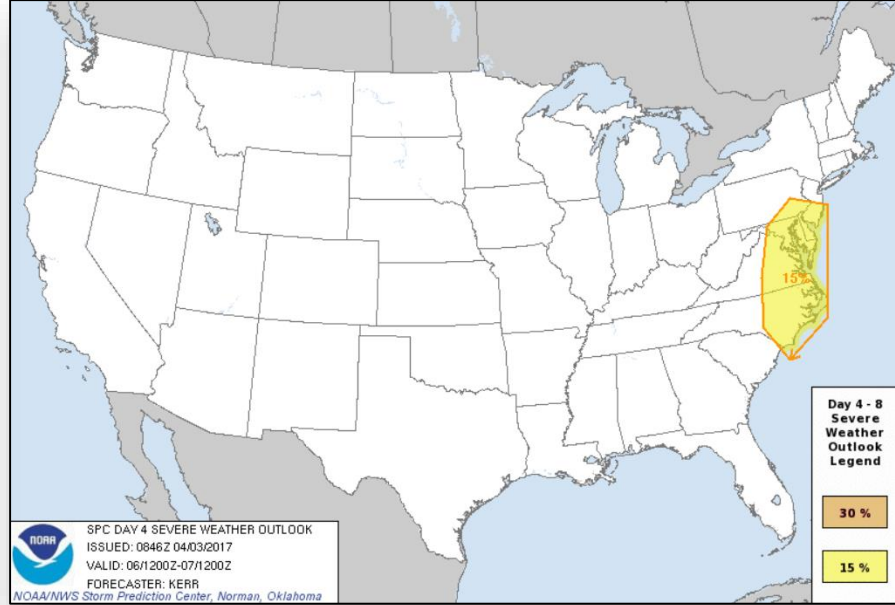 15%
Day 4 - 8
Severe
Weather
Outlook
Legend
30 %
15 %
NOAA
SPC DAY 4 SEVERE WEATHER OUTLOOK
ISSUED: 0846Z 04/03/2017
VALID: 06/1200Z-07/1200Z
FORECASTER: KERR
NOAA/NWS Storm Prediction Center, Norman, Oklahoma